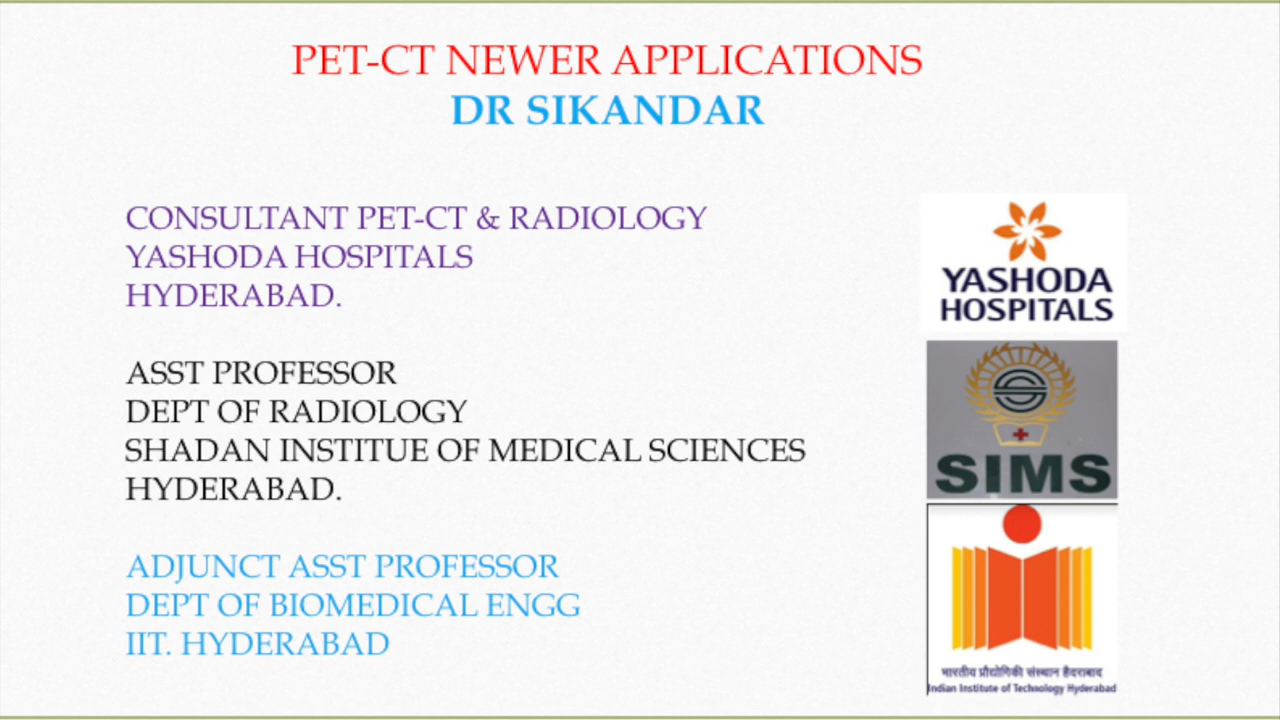 PET-CT NEWER APPLICATIONS
DR SIKANDAR
CONSULTANT PET-CT & RADIOLOGY
YASHODA HOSPITALS
HYDERABAD.
ASST PROFESSOR
DEPT OF RADIOLOGY
SHADAN INSTITUE OF MEDICAL SCIENCES
HYDERABAD.
ADJUNCT ASST PROFESSOR
DEPT OF BIOMEDICAL ENGG
IIT. HYDERABAD
YASHODA
HOSPITALS
SIMS
भारतीय प्रौद्योगिकी संस्थान हैदराबाद
Indian Institute of Technology Hyderabad